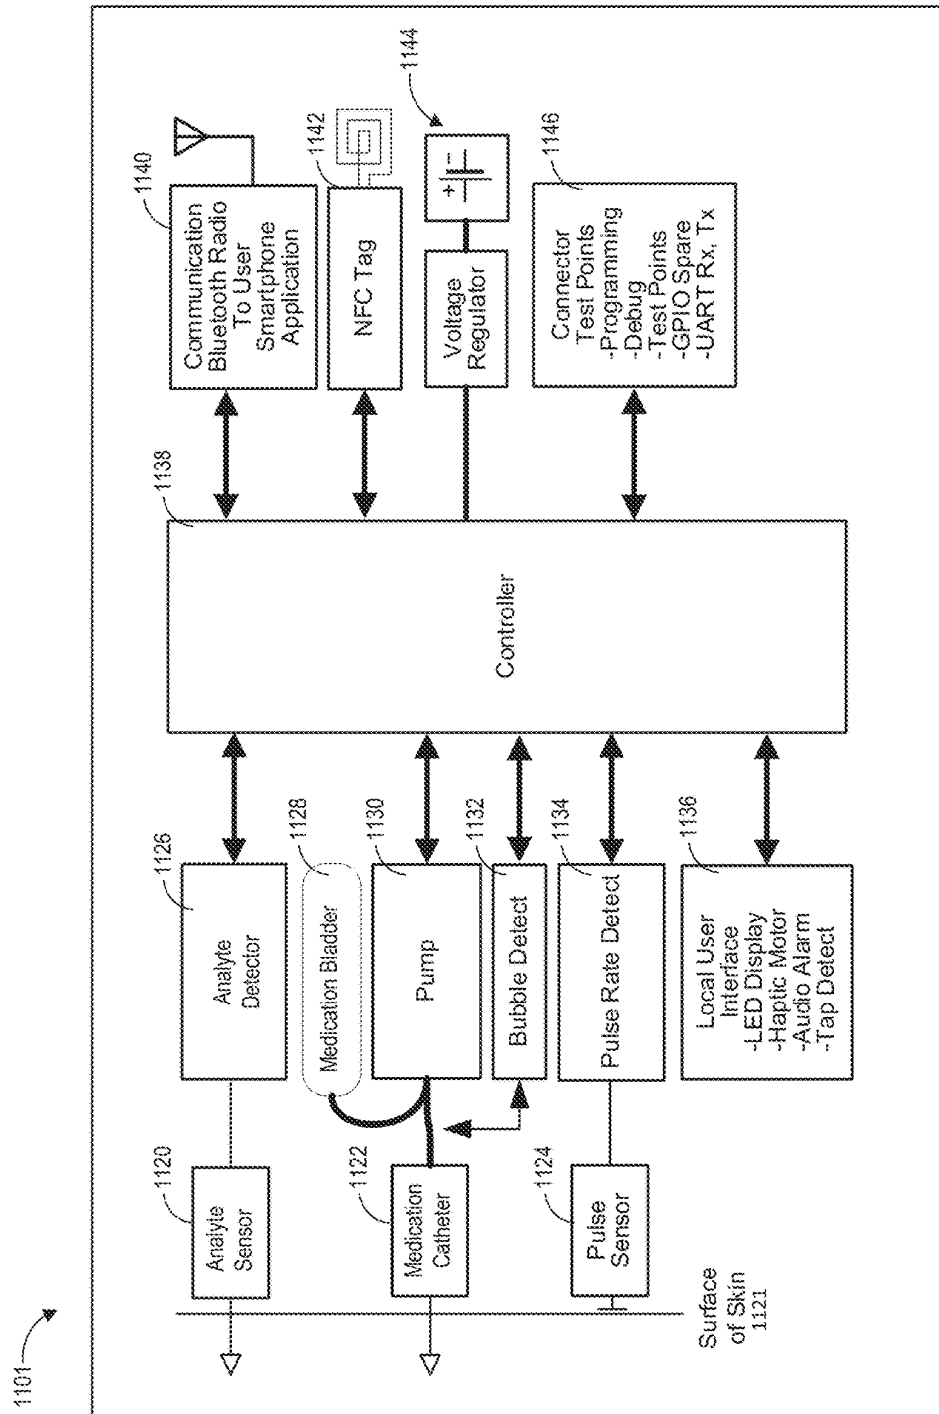 1101
1120
Analyte
Sensor
1122
Medication
Catheter
1124
Pulse
Sensor
Surface
of Skin
1121
1126
Analyte
Detector
1128
Medication Bladder
1130
Pump
1132
Bubble Detect
1134
Pulse Rate Detect
1136
Local User
Interface
-LED Display
-Haptic Motor
-Audio Alarm
-Tap Detect
1138
Controller
1140
Communication
Bluetooth Radio
To User
Smartphone
Application
1142
NFC Tag
1144
+ -
Voltage
Regulator
1146
Connector
Test Points
-Programming
-Debug
-Test Points
-GPIO Spare
-UART Rx, Tx